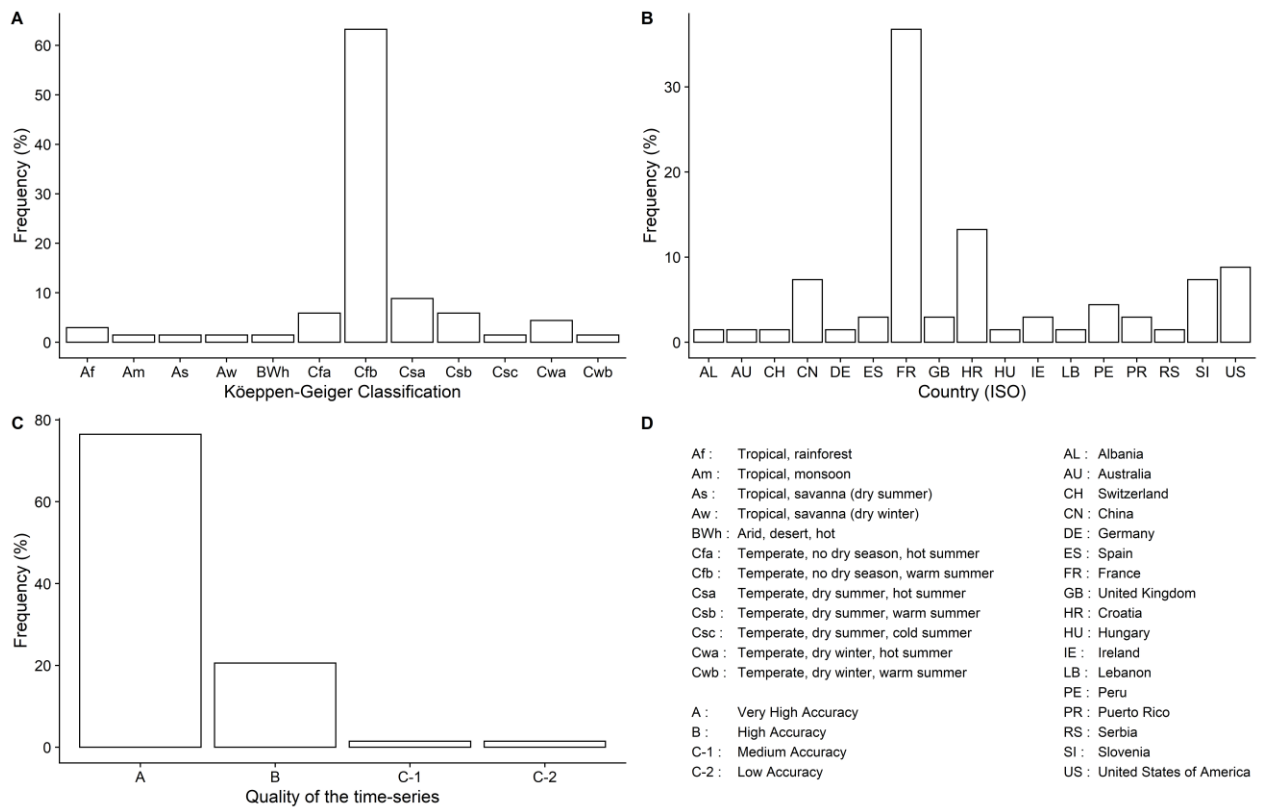 A
Frequency (%)
60
50
40
30
20
10
0
Af Am As Aw BWh Cfa Cfb Csa Csb Csc Cwa Cwb
Köeppen-Geiger Classification
B
Frequency (%)
30
20
10
0
AL AU CH CN DE ES FR GB HR HU IE LB PE PR RS SI US
Country (ISO)
C
Frequency (%)
80
60
40
20
0
A B C-1 C-2
Quality of the time-series
D
Af : Tropical, rainforest
Am : Tropical, monsoon
As : Tropical, savanna (dry summer)
Aw : Tropical, savanna (dry winter)
BWh : Arid, desert, hot
Cfa : Temperate, no dry season, hot summer
Cfb : Temperate, no dry season, warm summer
Csa Temperate, dry summer, hot summer
Csb : Temperate, dry summer, warm summer
Csc : Temperate, dry summer, cold summer
Cwa : Temperate, dry winter, hot summer
Cwb : Temperate, dry winter, warm summer
A : Very High Accuracy
B : High Accuracy
C-1 : Medium Accuracy
C-2 : Low Accuracy
AL : Albania
AU : Australia
CH Switzerland
CN : China
DE : Germany
ES : Spain
FR : France
GB : United Kingdom
HR : Croatia
HU : Hungary
IE : Ireland
LB : Lebanon
PE : Peru
PR : Puerto Rico
RS : Serbia
SI : Slovenia
US : United States of America